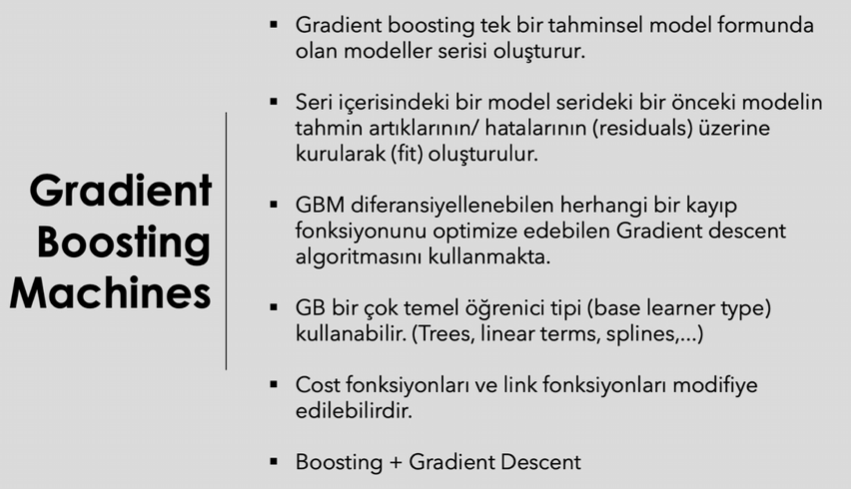 Gradient
Boosting
Machines
▪ Gradient boosting tek bir tahminsel model formunda
olan modeller serisi oluşturur.
▪ Seri içerisindeki bir model serideki bir önceki modelin
tahmin artıklarının/ hatalarının (residuals) üzerine
kurularak (fit) oluşturulur.
▪ GBM diferansiyellenebilen herhangi bir kayıp
fonksiyonunu optimize edebilen Gradient descent
algoritmasını kullanmakta.
▪ GB bir çok temel öğrenici tipi (base learner type)
kullanabilir. (Trees, linear terms, splines,...)
▪ Cost fonksiyonları ve link fonksiyonları modifiye
edilebilirdir.
▪ Boosting + Gradient Descent